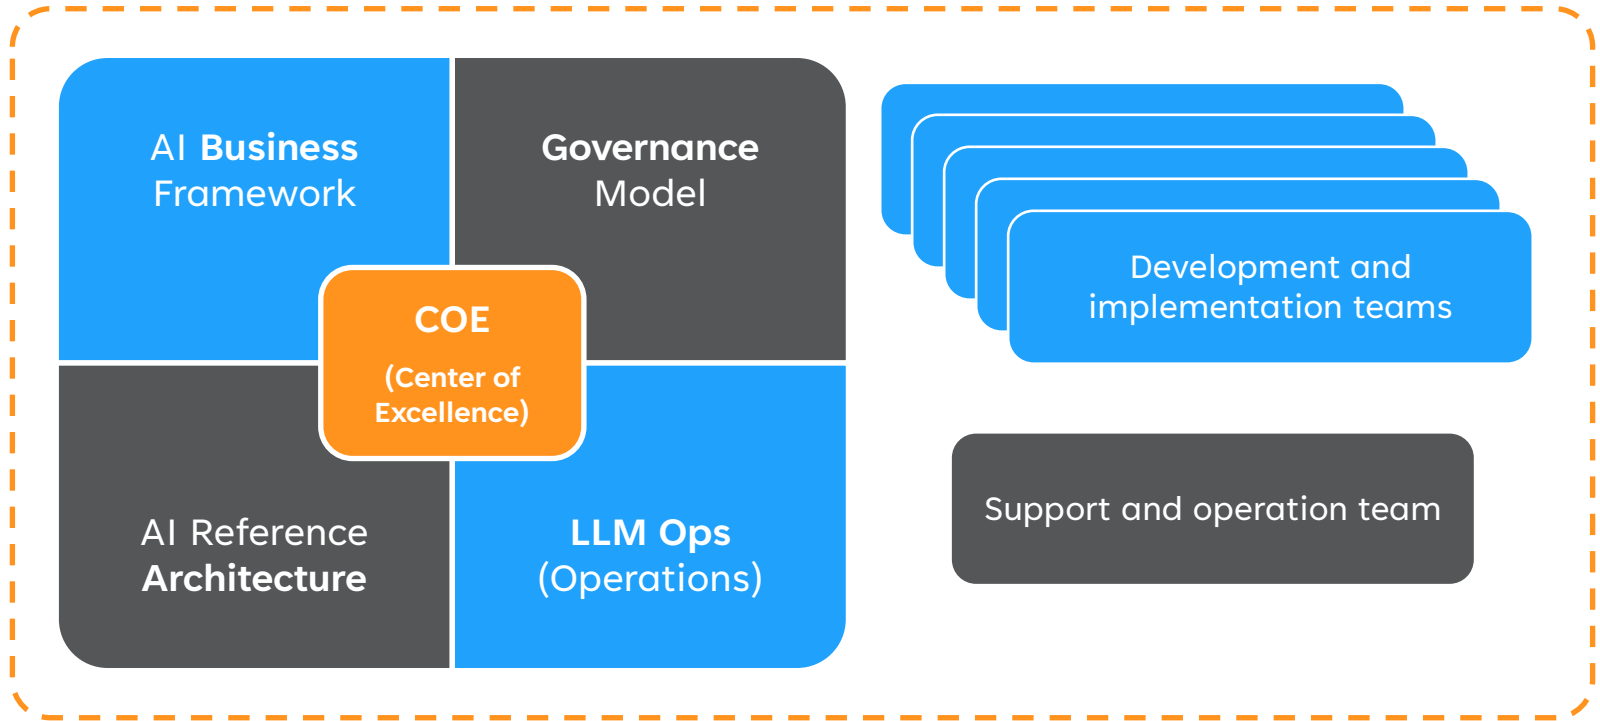 AI Business
Framework
Governance
Model
COE
(Center of
Excellence)
AI Reference
Architecture
LLM Ops
(Operations)
Development and
implementation teams
Support and operation team